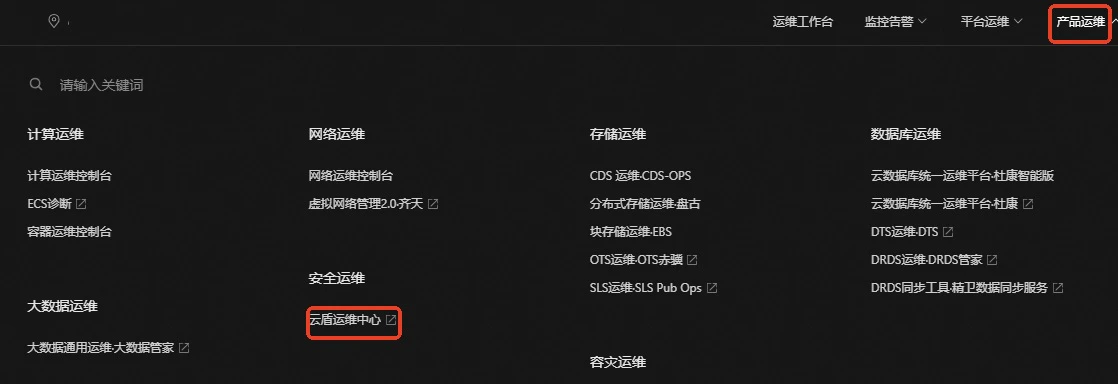 运维工作台 监控告警 平台运维 产品运维
请输入关键词
计算运维
计算运维控制台
ECS诊断
容器运维控制台
大数据运维
大数据通用运维·大数据管家
网络运维
网络运维控制台
虚拟网络管理2.0·齐天
安全运维
云盾运维中心
存储运维
CDS 运维·CDS-OPS
分布式存储运维·盘古
块存储运维·EBS
OTS运维·OTS赤骥
SLS运维·SLS Pub Ops
容灾运维
数据库运维
云数据库统一运维平台·杜康智能版
云数据库统一运维平台·杜康
DTS运维·DTS
DRDS运维·DRDS管家
DRDS同步工具·精卫数据同步服务